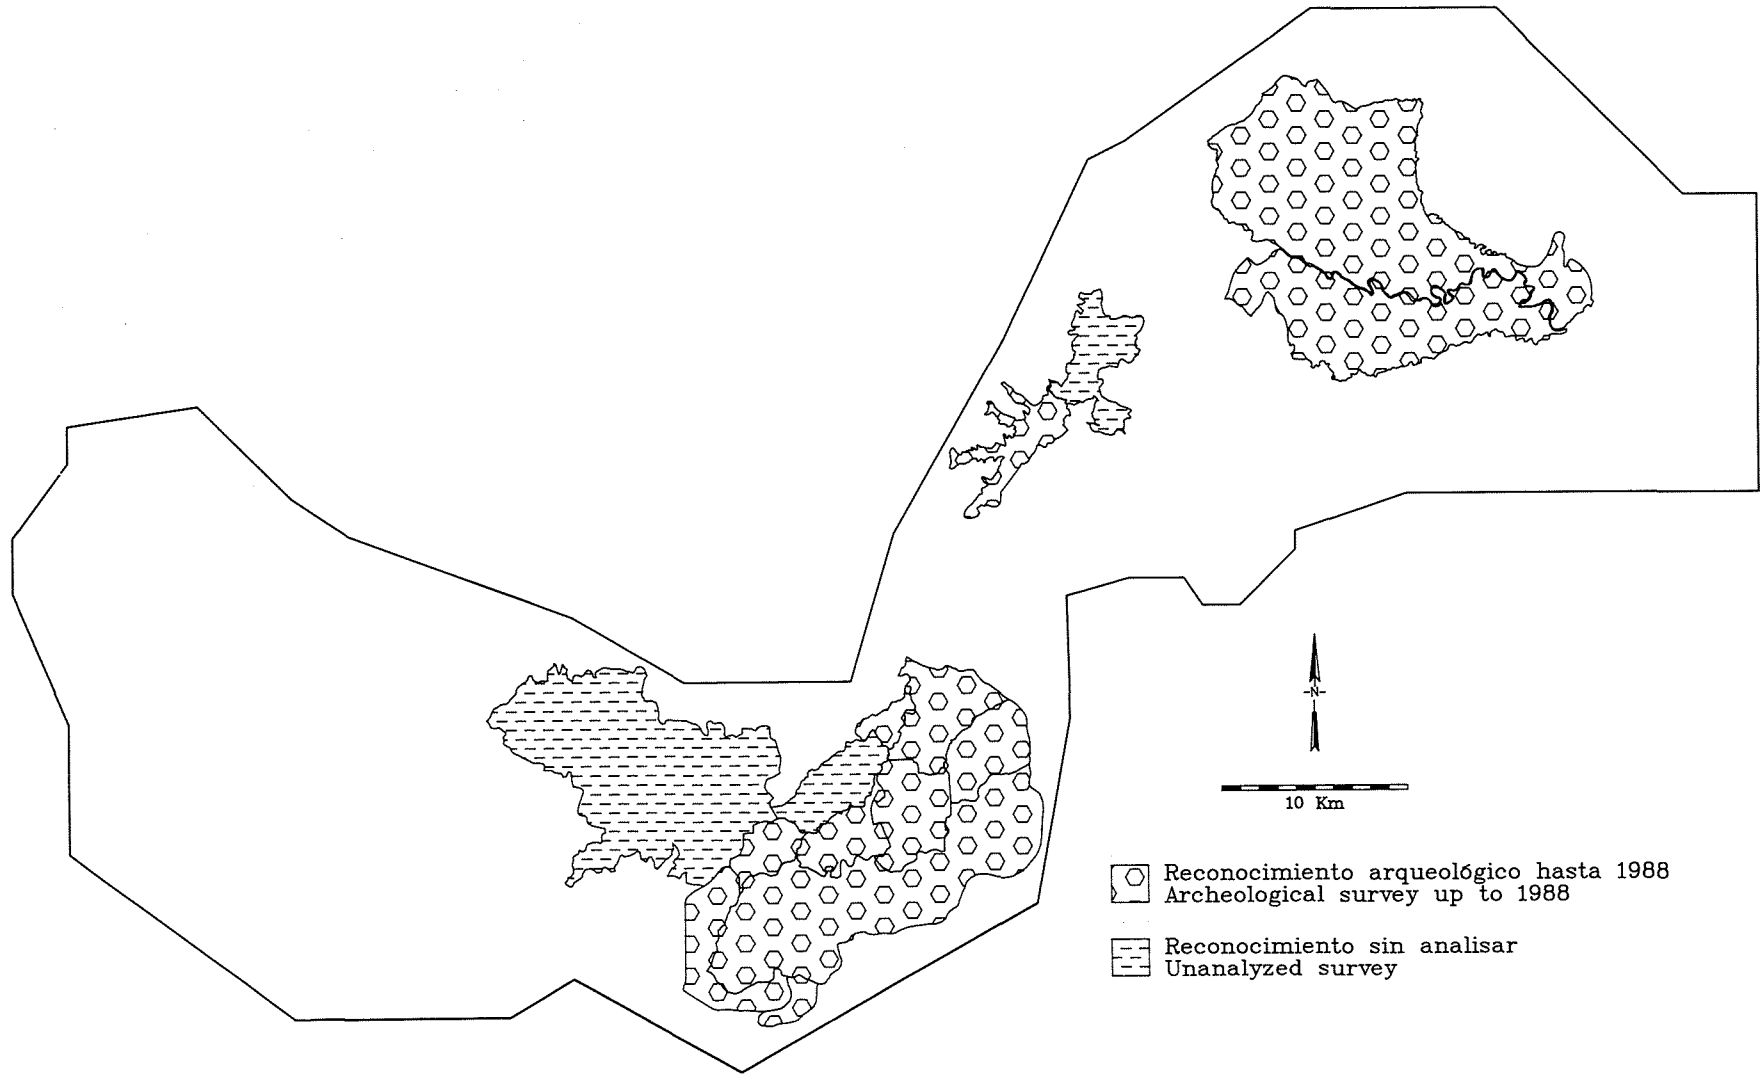 N
10 Km
Reconocimiento arqueológico hasta 1988
Archeological survey up to 1988
Reconocimiento sin analisar
Unanalyzed survey